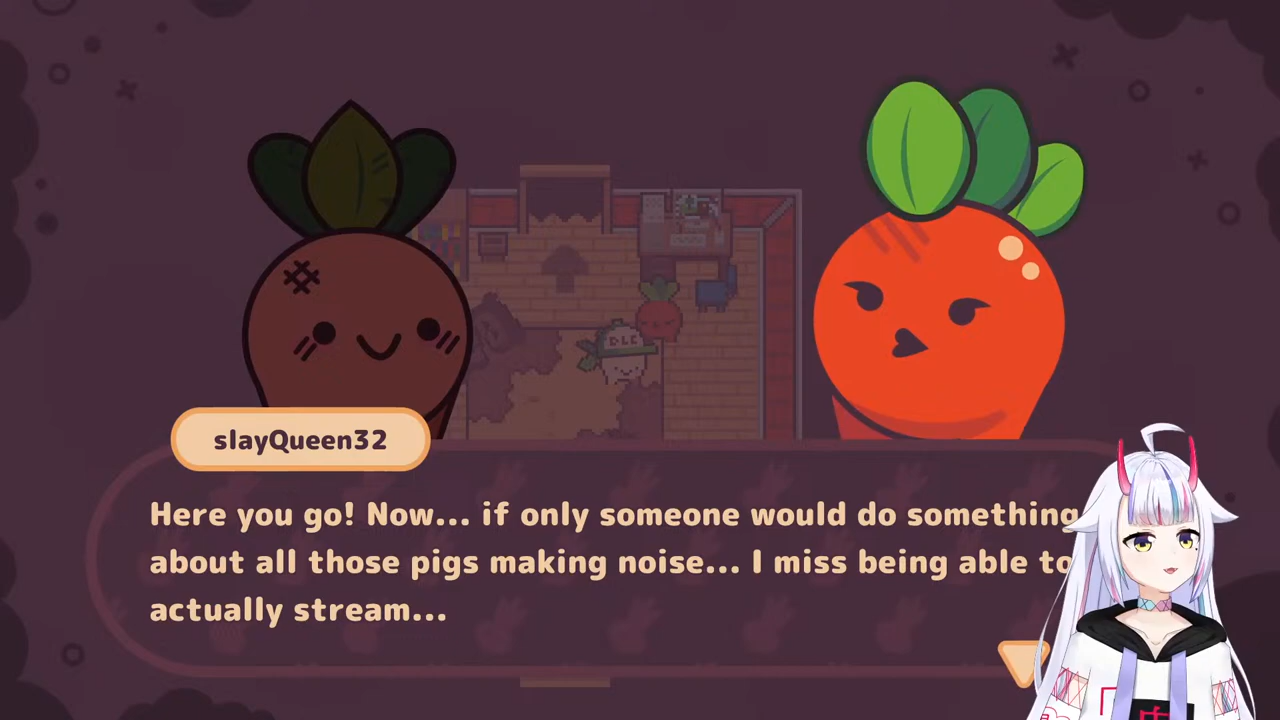 DLC
slayQueen32
Here you go! Now... if only someone would do something
about all those pigs making noise... I miss being able to
actually stream...